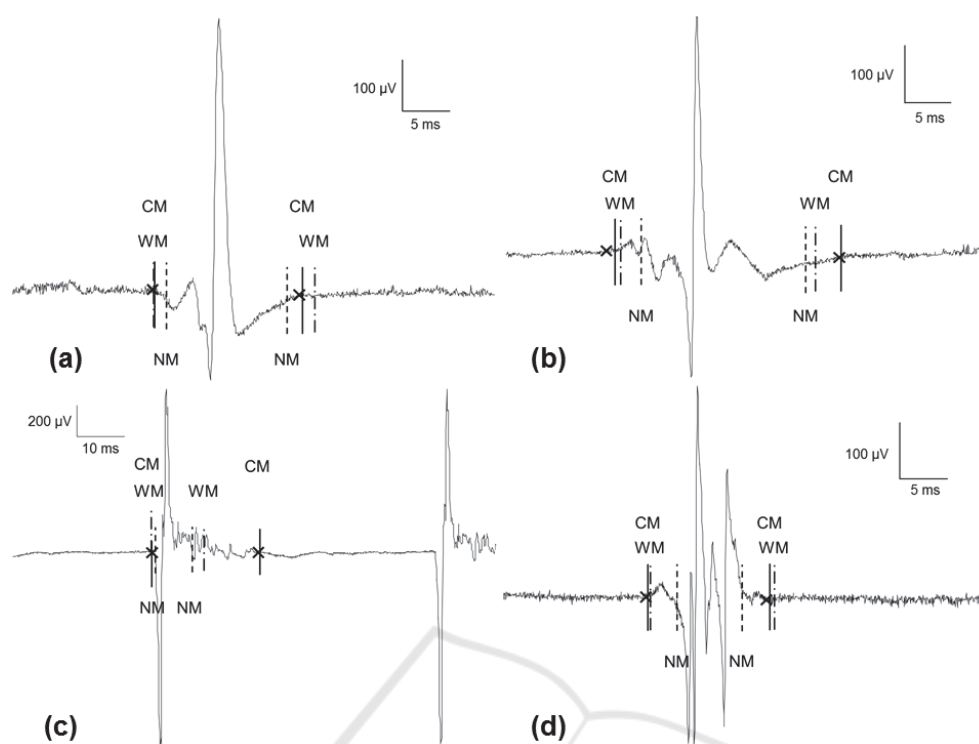 100 µV
5 ms
CM CM
WM WM
NM NM
(a)
100 µV
5 ms
CM CM
WM WM
NM NM
(b)
200 µV
10 ms
CM CM
WM WM
NM NM
(c)
100 µV
5 ms
CM CM
WM WM
NM NM
(d)